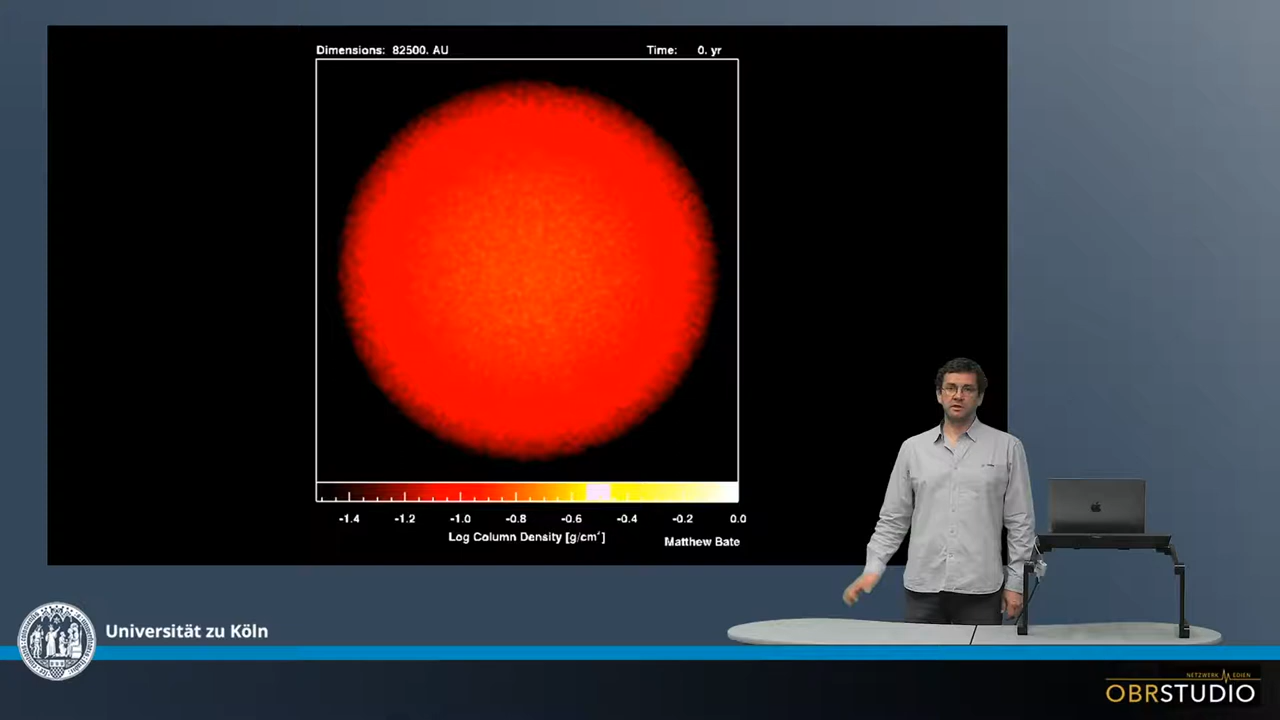 Dimensions: 82500. AU
Time: 0. yr
-1.4 -1.2 -1.0 -0.8 -0.6 -0.4 -0.2 0.0
Log Column Density [g/cm²]
Matthew Bate
Universität zu Köln
NETZWERK MEDIEN
OBRSTUDIO